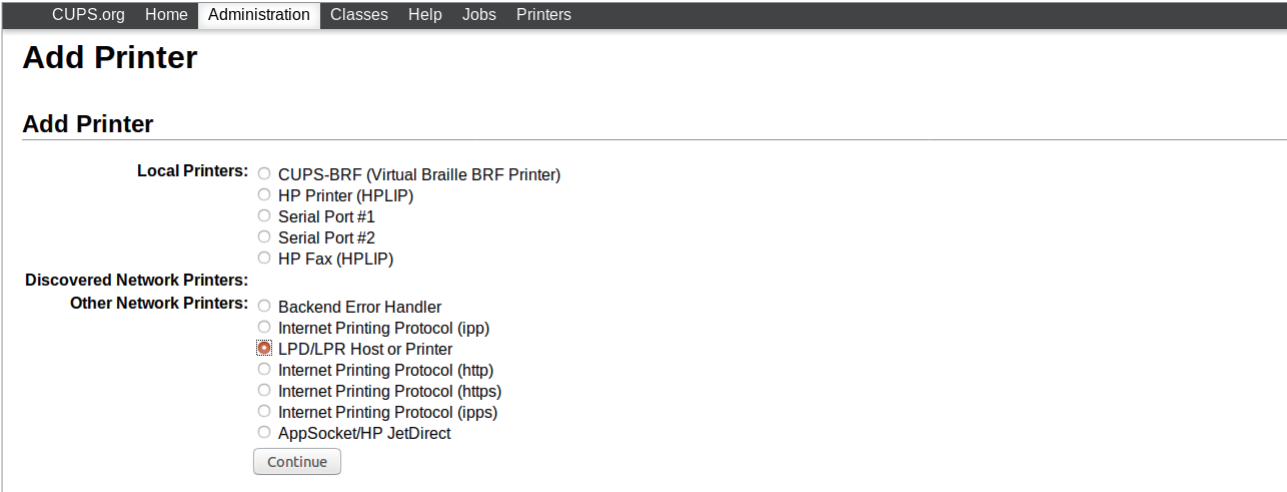 CUPS.org Home Administration Classes Help Jobs Printers
Add Printer
Add Printer
Local Printers: CUPS-BRF (Virtual Braille BRF Printer)
HP Printer (HPLIP)
Serial Port #1
Serial Port #2
HP Fax (HPLIP)
Discovered Network Printers:
Other Network Printers: Backend Error Handler
Internet Printing Protocol (ipp)
LPD/LPR Host or Printer
Internet Printing Protocol (http)
Internet Printing Protocol (https)
Internet Printing Protocol (ipps)
AppSocket/HP JetDirect
Continue